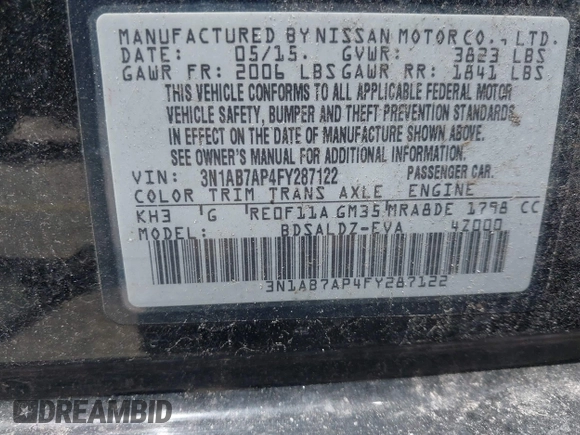 MANUFACTURED BY NISSAN MOTOR CO., LTD.
DATE: 05/15. GVWR: 3823 LBS
GAWR FR: 2006 LBS GAWR RR: 1841 LBS
THIS VEHICLE CONFORMS TO ALL APPLICABLE FEDERAL MOTOR
VEHICLE SAFETY, BUMPER AND THEFT PREVENTION STANDARDS
IN EFFECT ON THE DATE OF MANUFACTURE SHOWN ABOVE.
SEE OWNER'S MANUAL FOR ADDITIONAL INFORMATION.
VIN: 3N1AB7AP4FY287122 PASSENGER CAR.
COLOR TRIM TRANS AXLE ENGINE
KH3 G RE0F11A GM35 MRA8DE 1798 CC
BDSALDZ-EVA 4Z000
3N1AB7AP4FY287122
DREAMBID